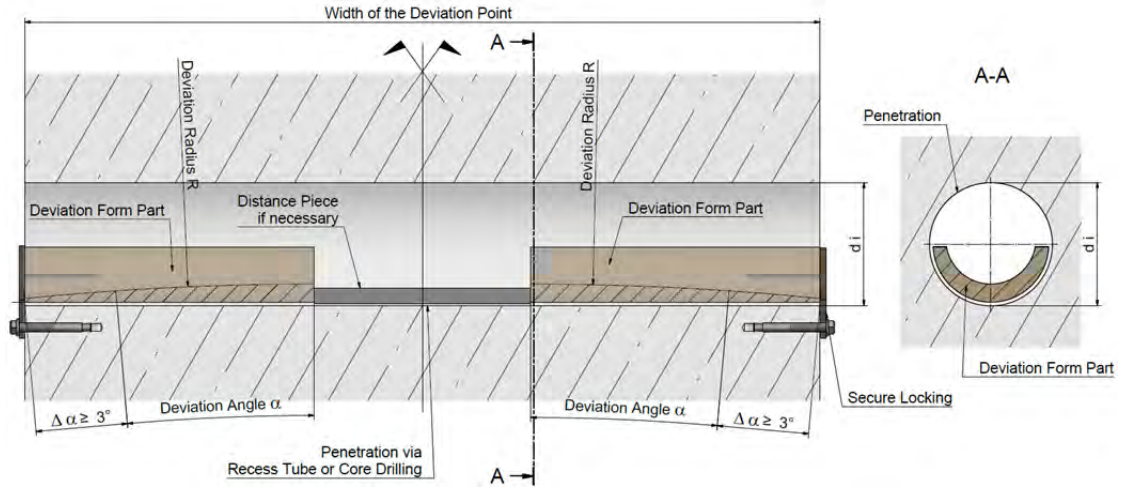 Width of the Deviation Point
A
A-A
Deviation Radius R
Deviation Radius R
Penetration
Distance Piece
if necessary
Deviation Form Part
Deviation Form Part
d i
d i
Deviation Form Part
Secure Locking
Δ α ≥ 3°
Deviation Angle α
Deviation Angle α
Δ α ≥ 3°
Penetration via
Recess Tube or Core Drilling
A